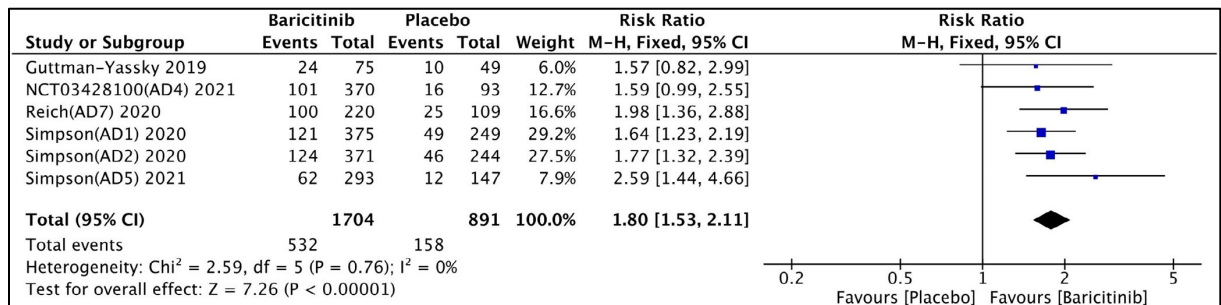 Baricitinib Placebo Risk Ratio Risk Ratio
Study or Subgroup Events Total Events Total Weight M-H, Fixed, 95% CI M-H, Fixed, 95% CI
Guttman-Yassky 2019 24 75 10 49 6.0% 1.57 [0.82, 2.99]
NCT03428100(AD4) 2021 101 370 16 93 12.7% 1.59 [0.99, 2.55]
Reich(AD7) 2020 100 220 25 109 16.6% 1.98 [1.36, 2.88]
Simpson(AD1) 2020 121 375 49 249 29.2% 1.64 [1.23, 2.19]
Simpson(AD2) 2020 124 371 46 244 27.5% 1.77 [1.32, 2.39]
Simpson(AD5) 2021 62 293 12 147 7.9% 2.59 [1.44, 4.66]
Total (95% CI) 1704 891 100.0% 1.80 [1.53, 2.11]
Total events 532 158
Heterogeneity: Chi² = 2.59, df = 5 (P = 0.76); I² = 0%
Test for overall effect: Z = 7.26 (P < 0.00001)
0.2 0.5 1 2 5
Favours [Placebo] Favours [Baricitinib]